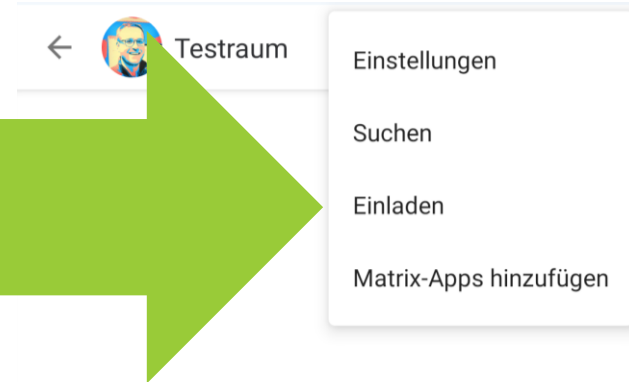 Testraum
Einstellungen
Suchen
Einladen
Matrix-Apps hinzufügen